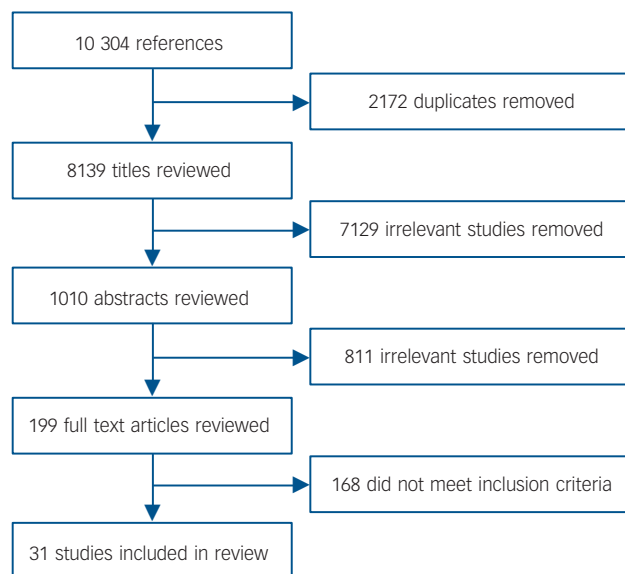 10 304 references
2172 duplicates removed
8139 titles reviewed
7129 irrelevant studies removed
1010 abstracts reviewed
811 irrelevant studies removed
199 full text articles reviewed
168 did not meet inclusion criteria
31 studies included in review